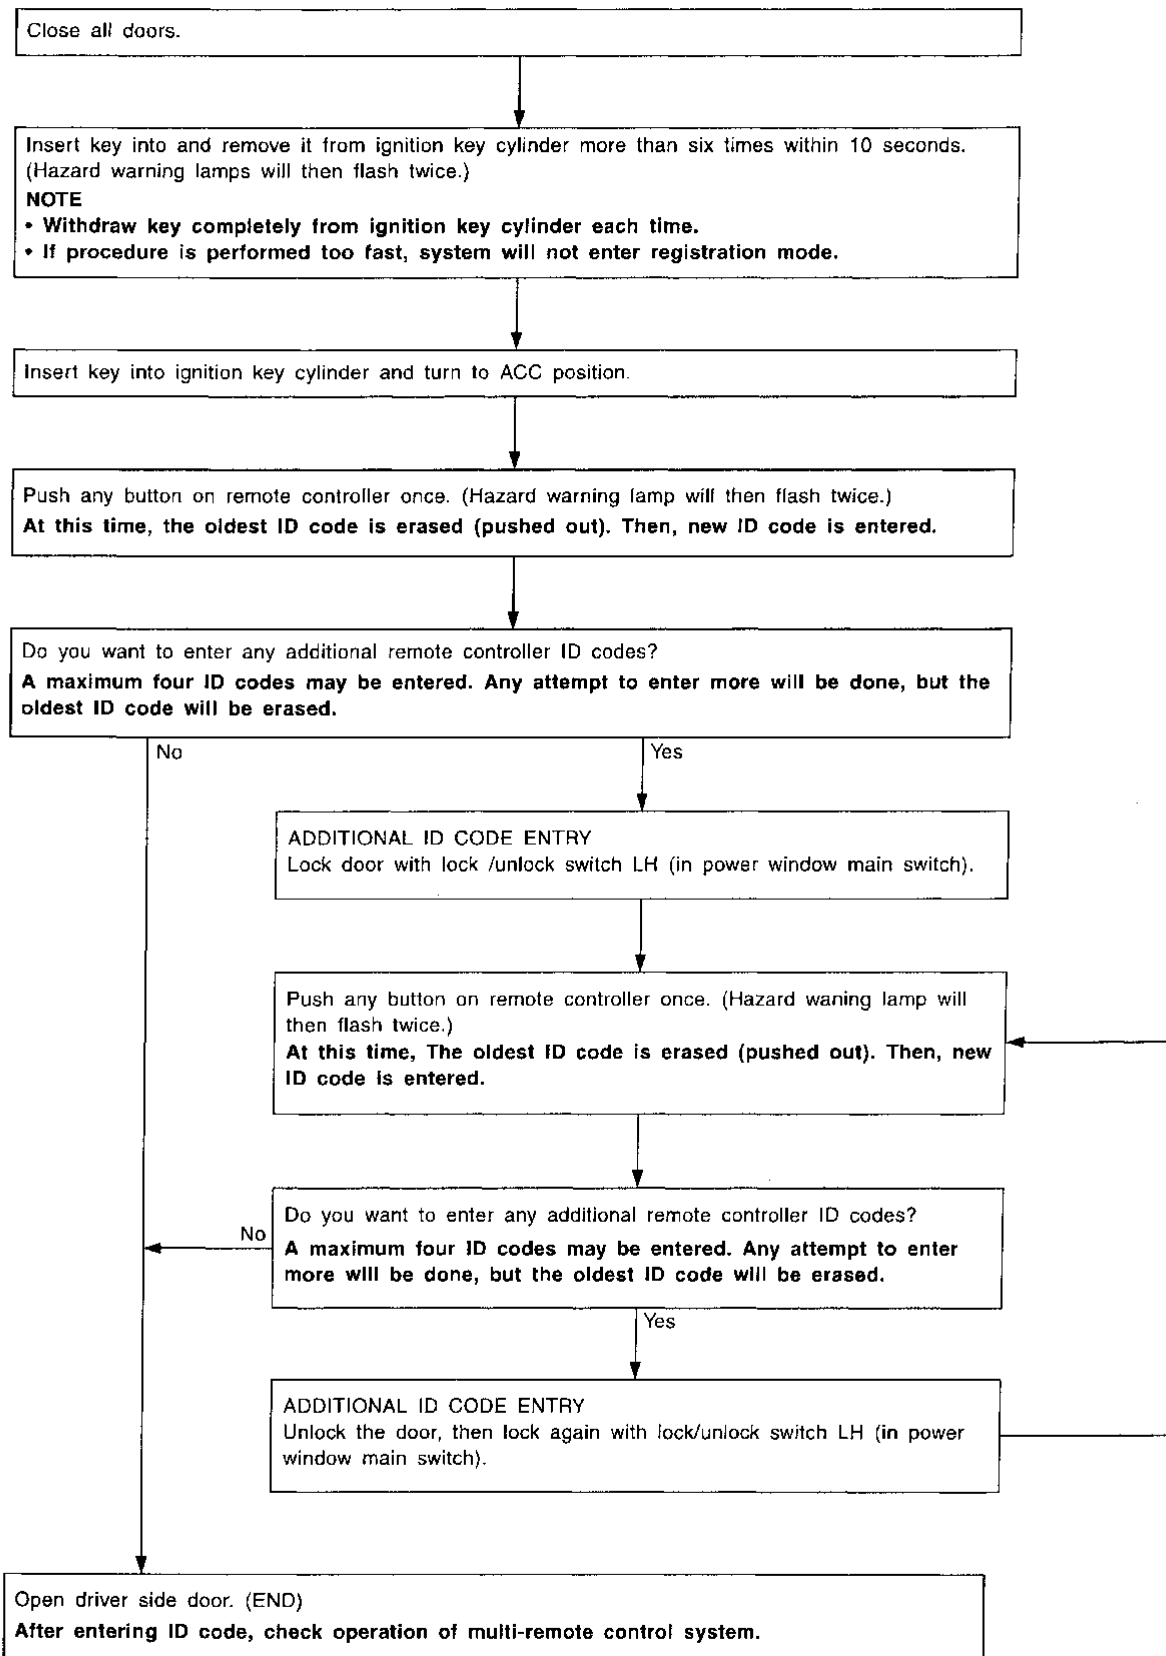 Close all doors.
Insert key into and remove it from ignition key cylinder more than six times within 10 seconds.
(Hazard warning lamps will then flash twice.)
NOTE
• Withdraw key completely from ignition key cylinder each time.
• If procedure is performed too fast, system will not enter registration mode.
Insert key into ignition key cylinder and turn to ACC position.
Push any button on remote controller once. (Hazard warning lamp will then flash twice.)
At this time, the oldest ID code is erased (pushed out). Then, new ID code is entered.
Do you want to enter any additional remote controller ID codes?
A maximum four ID codes may be entered. Any attempt to enter more will be done, but the
oldest ID code will be erased.
No
Yes
ADDITIONAL ID CODE ENTRY
Lock door with lock /unlock switch LH (in power window main switch).
Push any button on remote controller once. (Hazard waning lamp will
then flash twice.)
At this time, The oldest ID code is erased (pushed out). Then, new
ID code is entered.
Do you want to enter any additional remote controller ID codes?
A maximum four ID codes may be entered. Any attempt to enter
more will be done, but the oldest ID code will be erased.
No
Yes
ADDITIONAL ID CODE ENTRY
Unlock the door, then lock again with lock/unlock switch LH (in power
window main switch).
Open driver side door. (END)
After entering ID code, check operation of multi-remote control system.